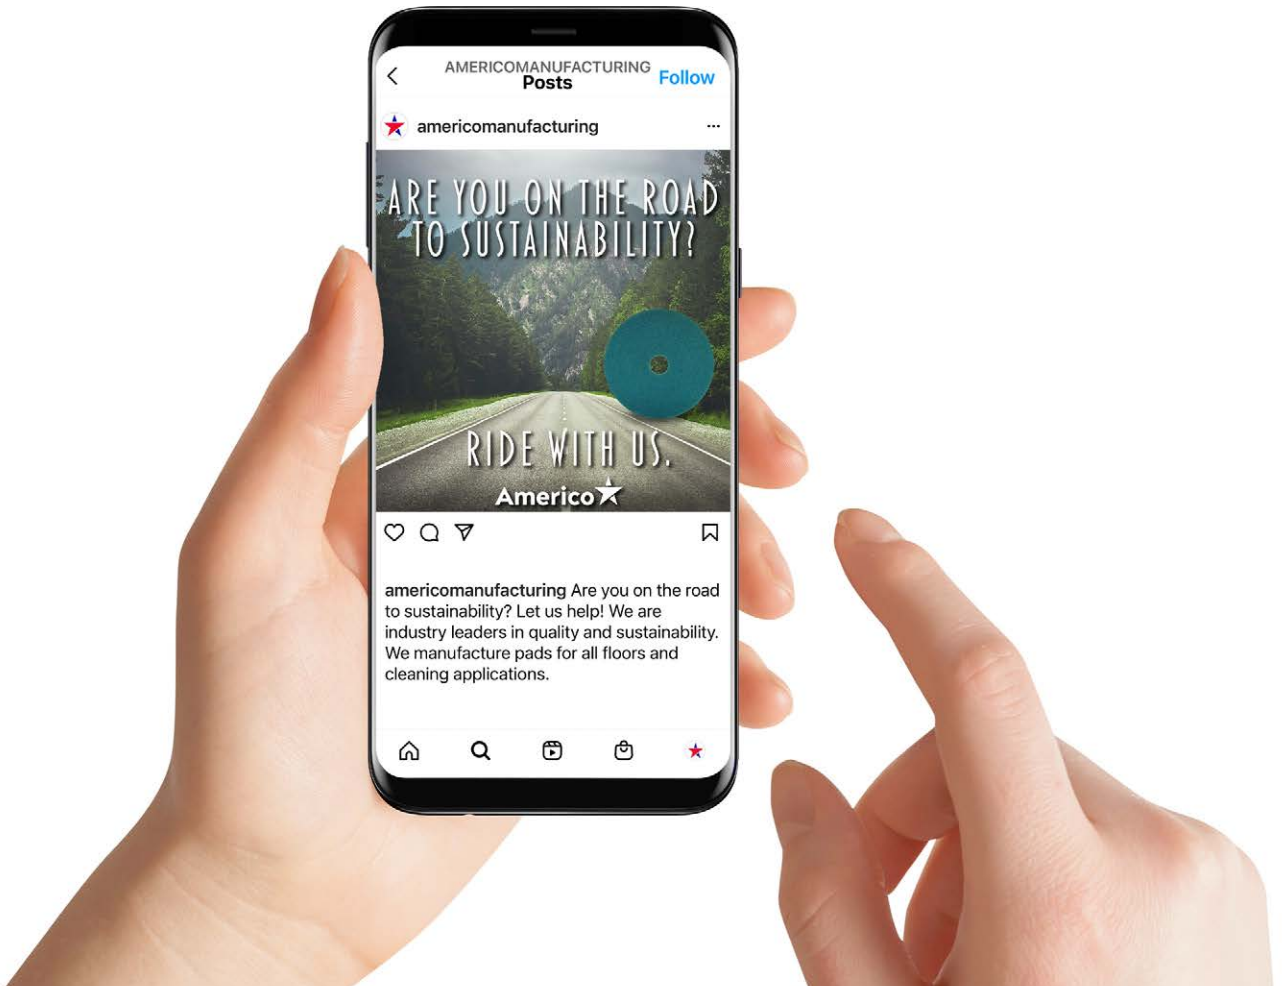 AMERICOMANUFACTURING
Posts
Follow
americomanufacturing
ARE YOU ON THE ROAD
TO SUSTAINABILITY?
RIDE WITH US.
Americo
americomanufacturing Are you on the road
to sustainability? Let us help! We are
industry leaders in quality and sustainability.
We manufacture pads for all floors and
cleaning applications.